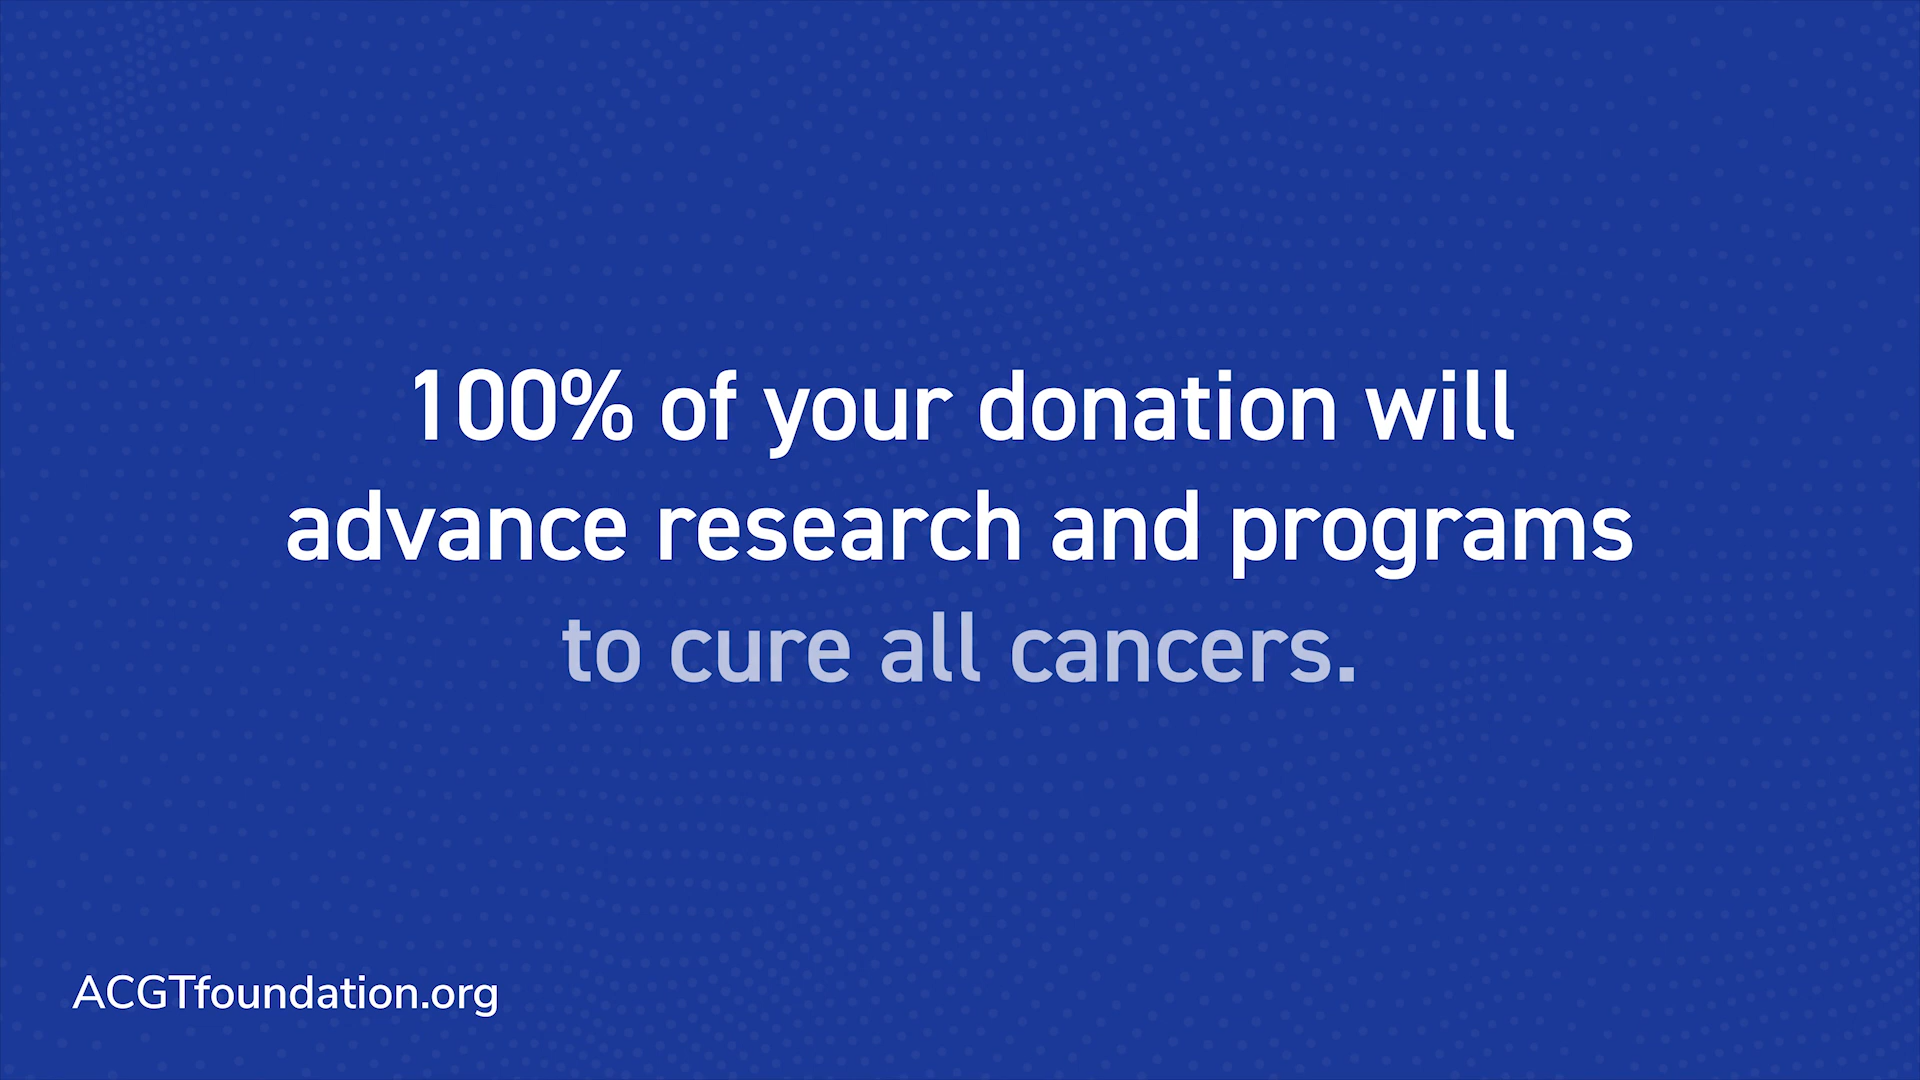 100% of your donation will
advance research and programs
to cure all cancers.
ACGTfoundation.org